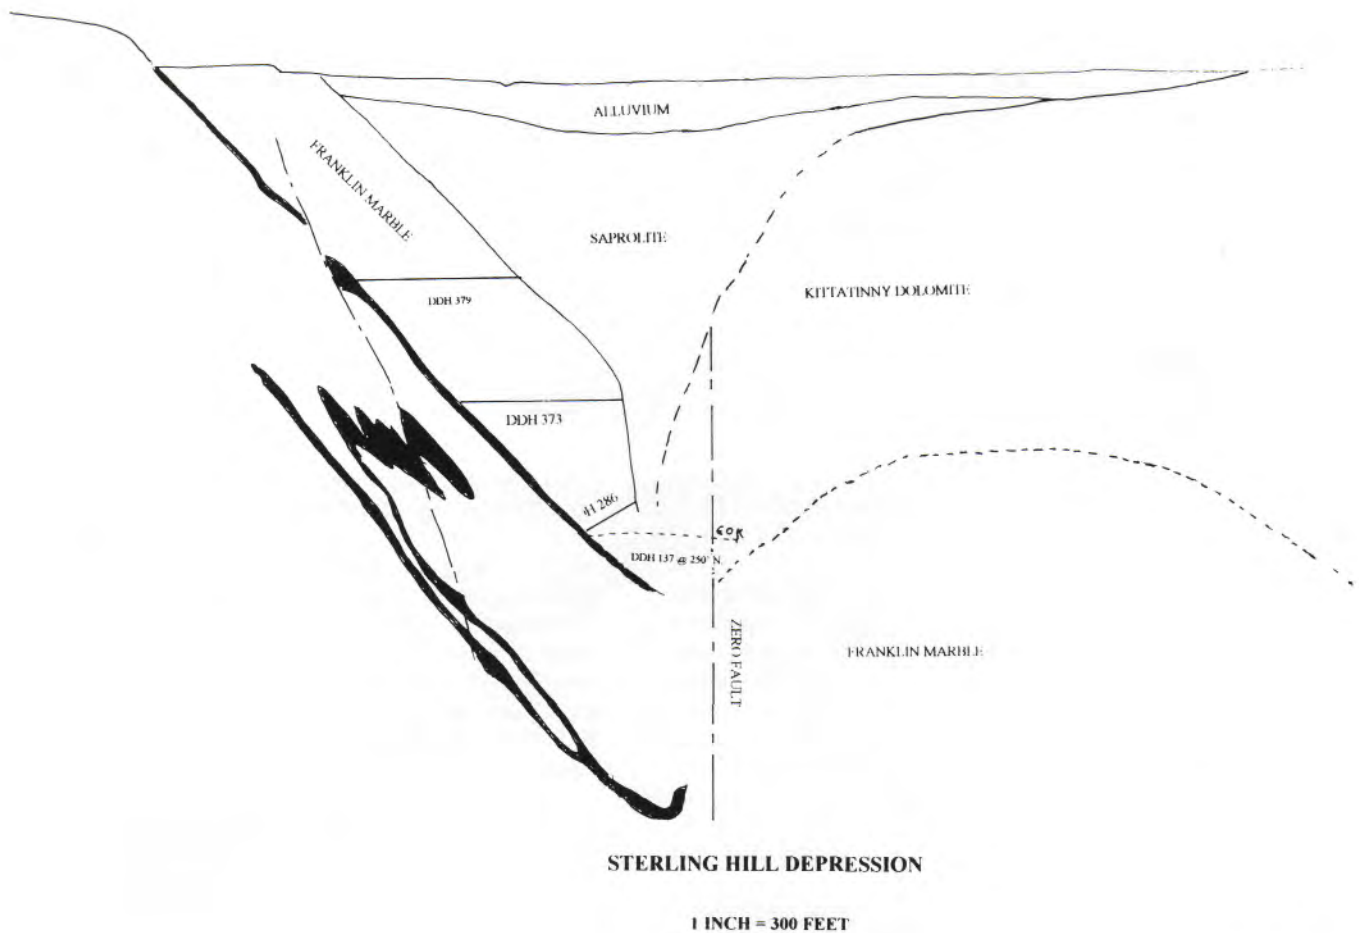 ALLUVIUM
FRANKLIN MARBLE
SAPROLITE
KITTATINNY DOLOMITE
DDH 379
DDH 373
H 286
DDH 137 @ 250' N.
ZERO FAULT
FRANKLIN MARBLE
STERLING HILL DEPRESSION
1 INCH = 300 FEET